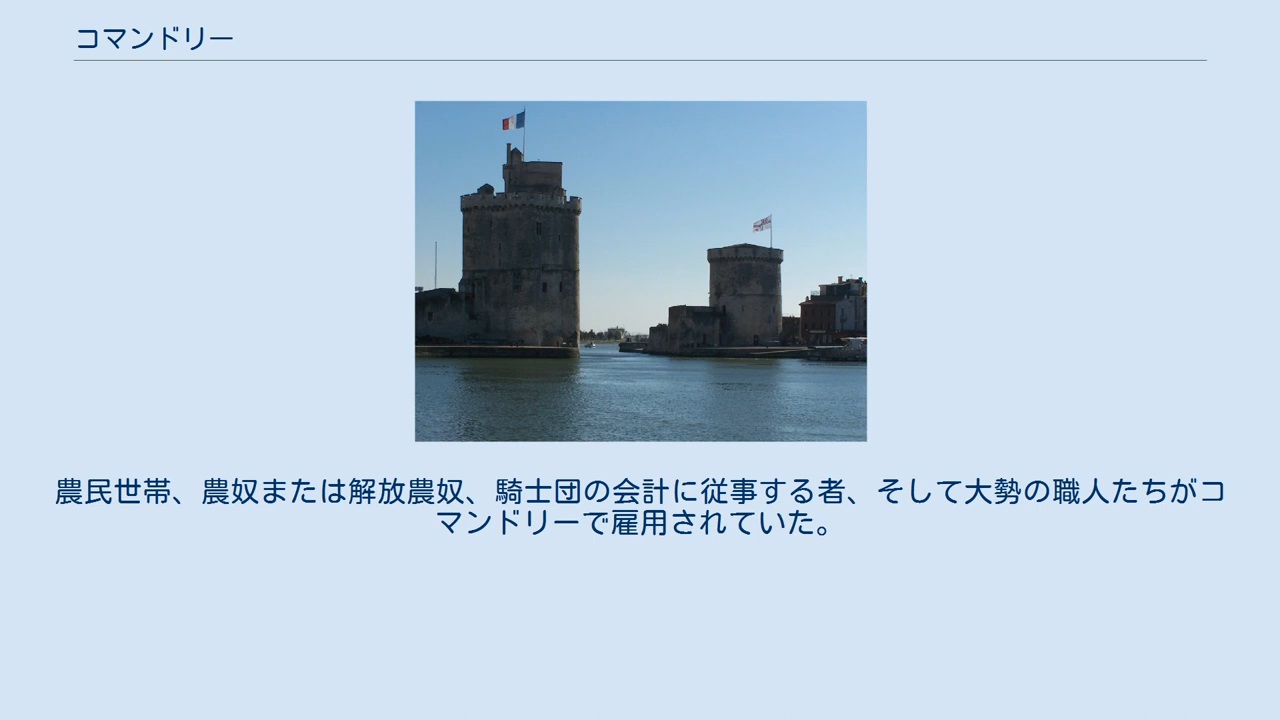 コマンドリー
農民世帯、農奴または解放農奴、騎士団の会計に従事する者、そして大勢の職人たちがコ
マンドリーで雇用されていた。